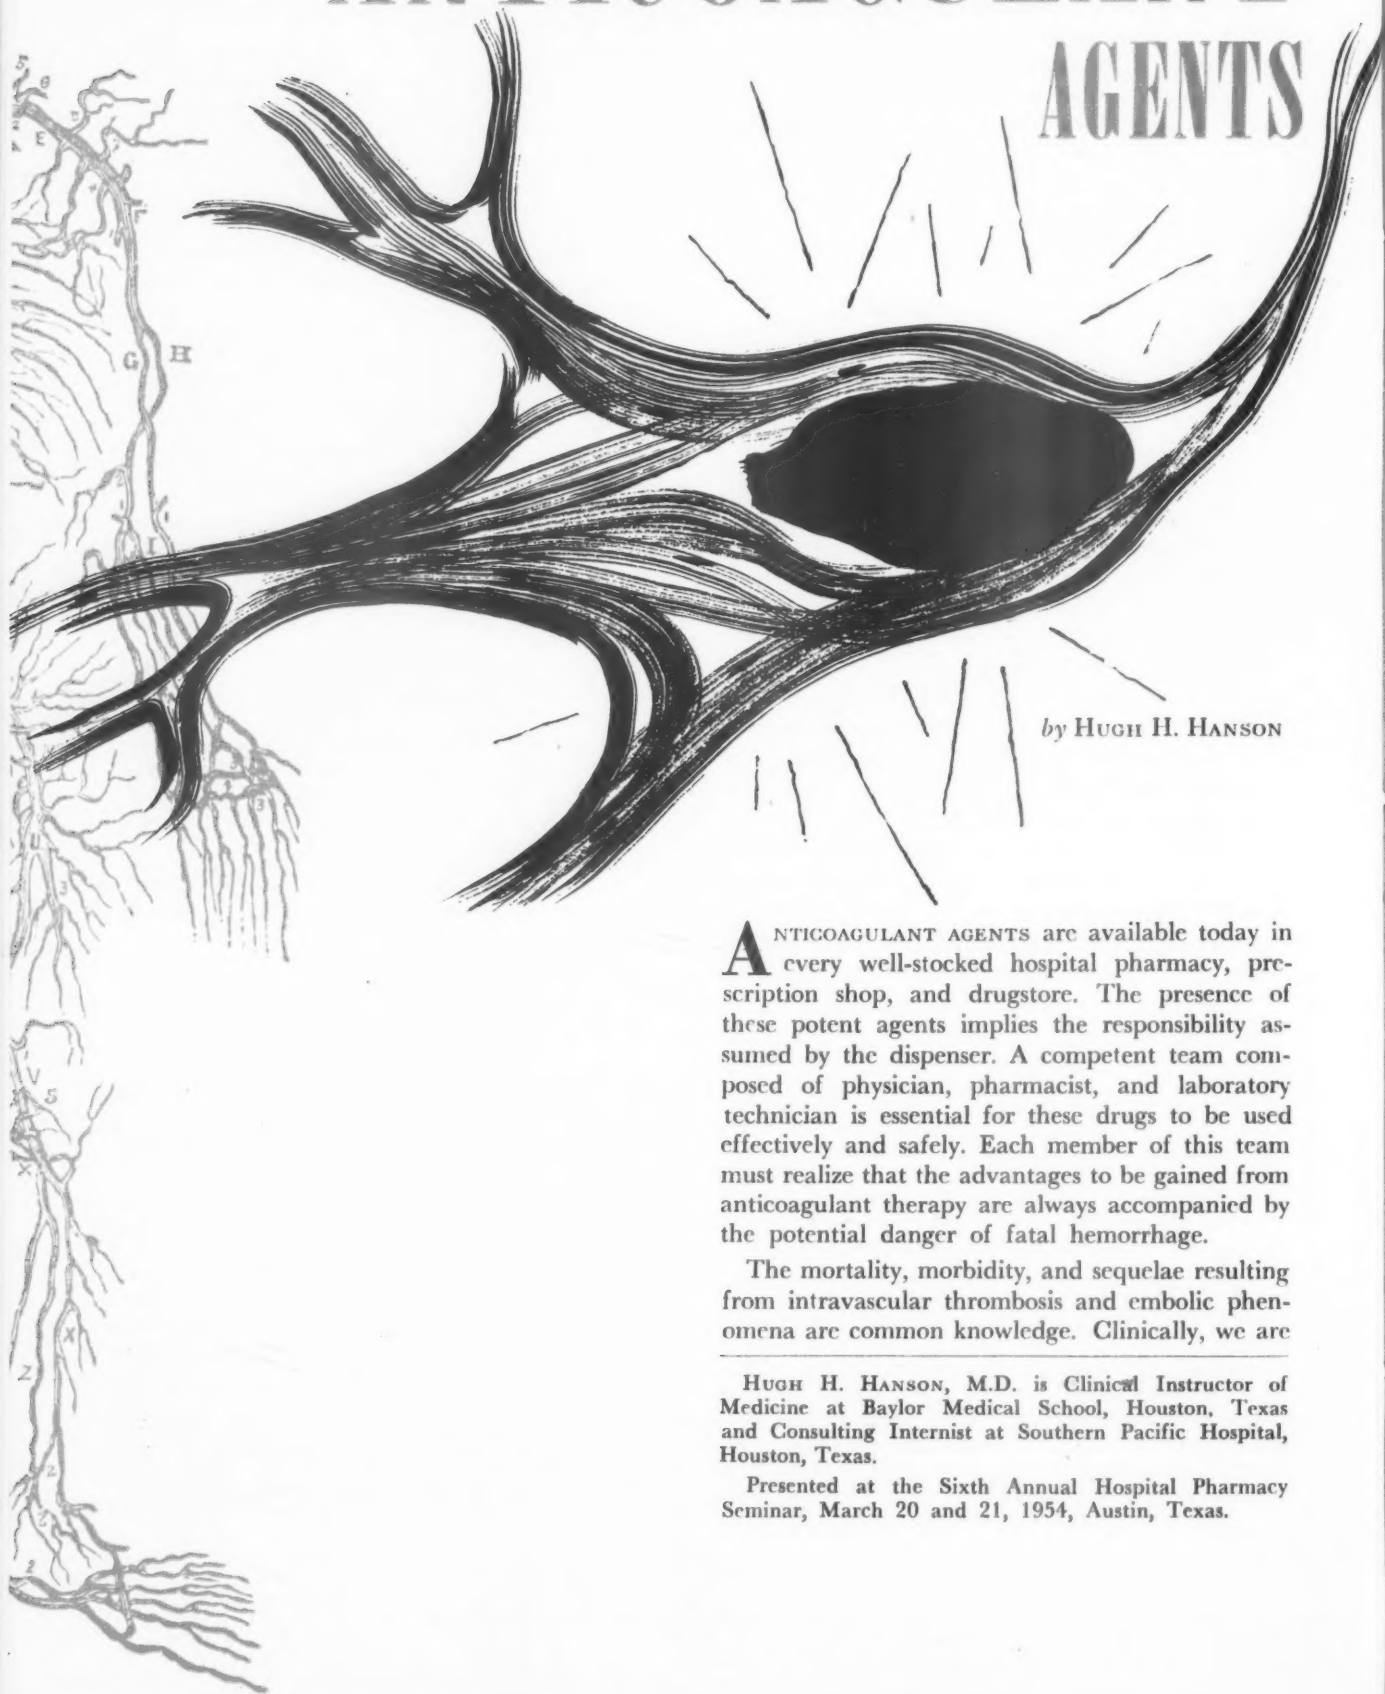 ANTICOAGULANT
AGENTS
by HUGH H. HANSON
ANTICOAGULANT AGENTS are available today in
every well-stocked hospital pharmacy, pre-
scription shop, and drugstore. The presence of
these potent agents implies the responsibility as-
sumed by the dispenser. A competent team com-
posed of physician, pharmacist, and laboratory
technician is essential for these drugs to be used
effectively and safely. Each member of this team
must realize that the advantages to be gained from
anticoagulant therapy are always accompanied by
the potential danger of fatal hemorrhage.
The mortality, morbidity, and sequelae resulting
from intravascular thrombosis and embolic phen-
omena are common knowledge. Clinically, we are
HUGH H. HANSON, M.D. is Clinical Instructor of
Medicine at Baylor Medical School, Houston, Texas
and Consulting Internist at Southern Pacific Hospital,
Houston, Texas.
Presented at the Sixth Annual Hospital Pharmacy
Seminar, March 20 and 21, 1954, Austin, Texas.